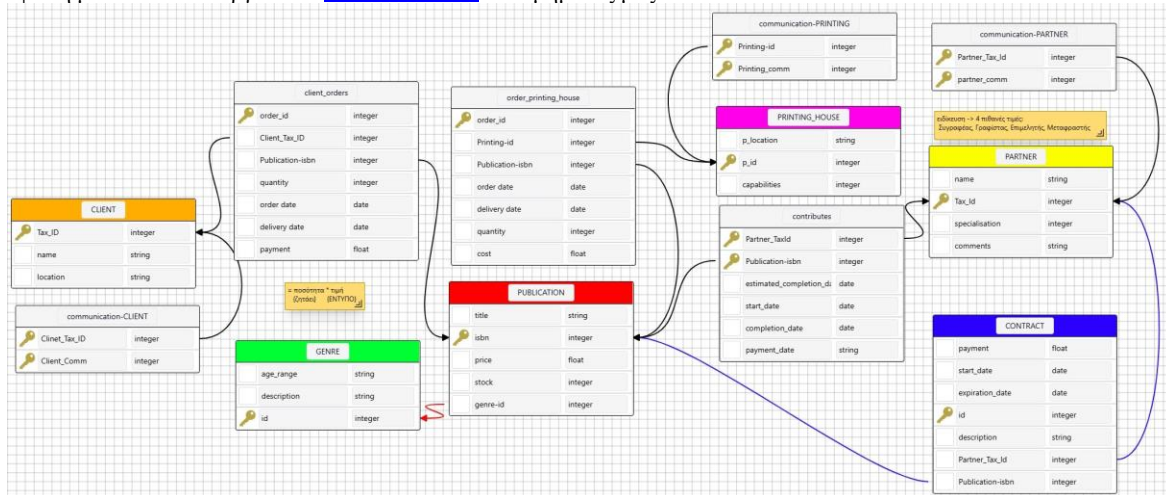 communication-PRINTING
Printing-id integer
Printing_comm integer
communication-PARTNER
Partner_Tax_Id integer
partner_comm integer
client_orders
order_id integer
Client_Tax_ID integer
Publication-isbn integer
quantity integer
order date date
delivery date date
payment float
order_printing_house
order_id integer
Printing-id integer
Publication-isbn integer
order date date
delivery date date
quantity integer
cost float
PRINTING_HOUSE
p_location string
p_id integer
capabilities integer
ειδίκευση -> 4 πιθανές τιμές:
Συγραφέας, Γραφίστας, Επιμελητής, Μεταφραστής
PARTNER
name string
Tax_Id integer
specialisation integer
comments string
CLIENT
Tax_ID integer
name string
location string
contributes
Partner_TaxId integer
Publication-isbn integer
estimated_completion_da date
start_date date
completion_date date
payment_date string
= ποσότητα * τιμή
(ζητάει) (ΕΝΤΥΠΟ)
PUBLICATION
title string
isbn integer
price float
stock integer
genre-id integer
communication-CLIENT
Clinet_Tax_ID integer
Client_Comm integer
GENRE
age_range string
description string
id integer
CONTRACT
payment float
start_date date
expiration_date date
id integer
description string
Partner_Tax_Id integer
Publication-isbn integer